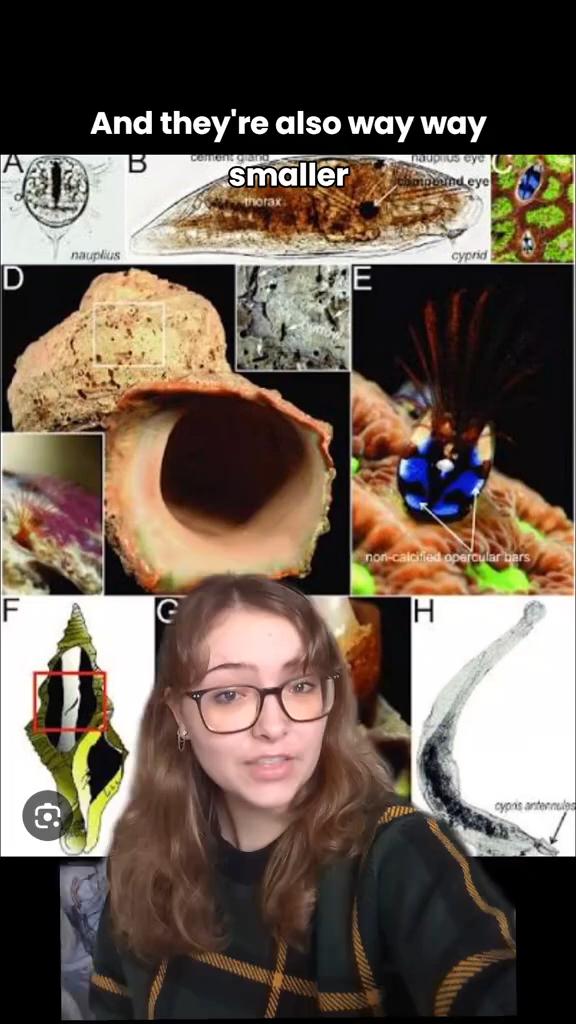 And they're also way way
smaller
A
B
cement gland
nauplius eye
compound eye
thorax
nauplius
cyprid
C
D
E
non-calcified opercular bars
F
G
H
cypris antennules